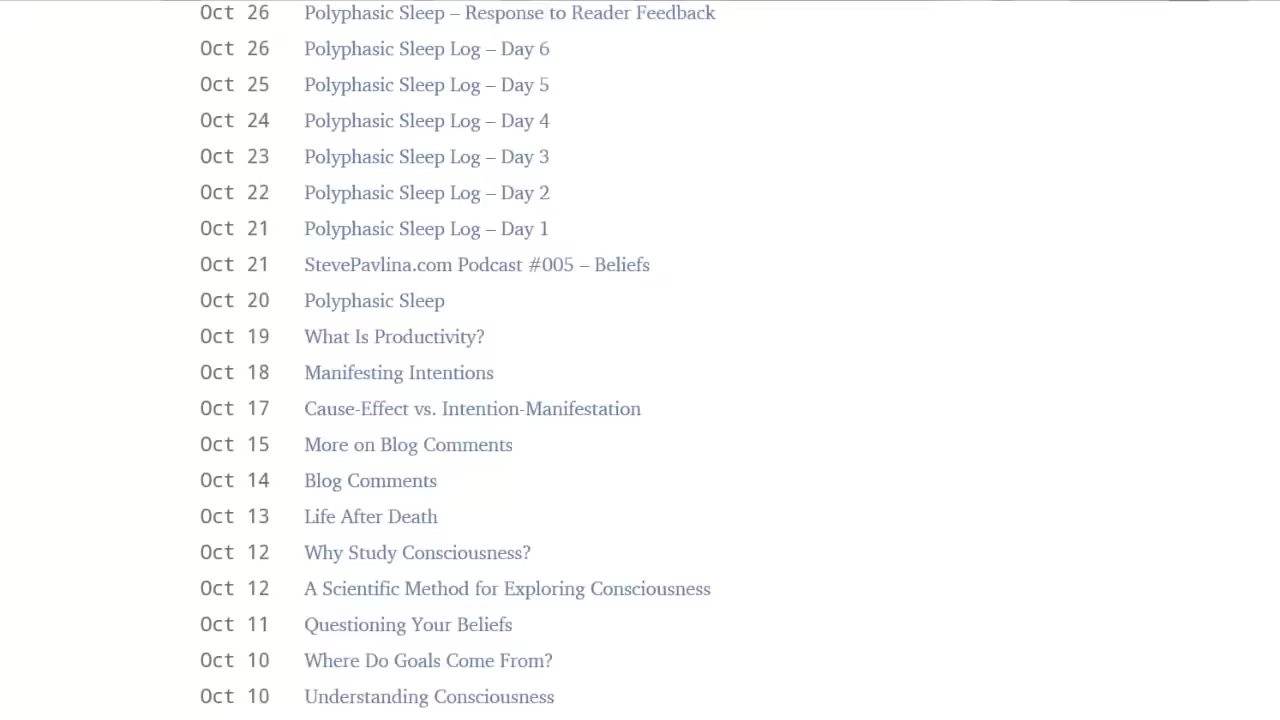 Oct 26 Polyphasic Sleep – Response to Reader Feedback
Oct 26 Polyphasic Sleep Log – Day 6
Oct 25 Polyphasic Sleep Log – Day 5
Oct 24 Polyphasic Sleep Log – Day 4
Oct 23 Polyphasic Sleep Log – Day 3
Oct 22 Polyphasic Sleep Log – Day 2
Oct 21 Polyphasic Sleep Log – Day 1
Oct 21 StevePavlina.com Podcast #005 – Beliefs
Oct 20 Polyphasic Sleep
Oct 19 What Is Productivity?
Oct 18 Manifesting Intentions
Oct 17 Cause-Effect vs. Intention-Manifestation
Oct 15 More on Blog Comments
Oct 14 Blog Comments
Oct 13 Life After Death
Oct 12 Why Study Consciousness?
Oct 12 A Scientific Method for Exploring Consciousness
Oct 11 Questioning Your Beliefs
Oct 10 Where Do Goals Come From?
Oct 10 Understanding Consciousness